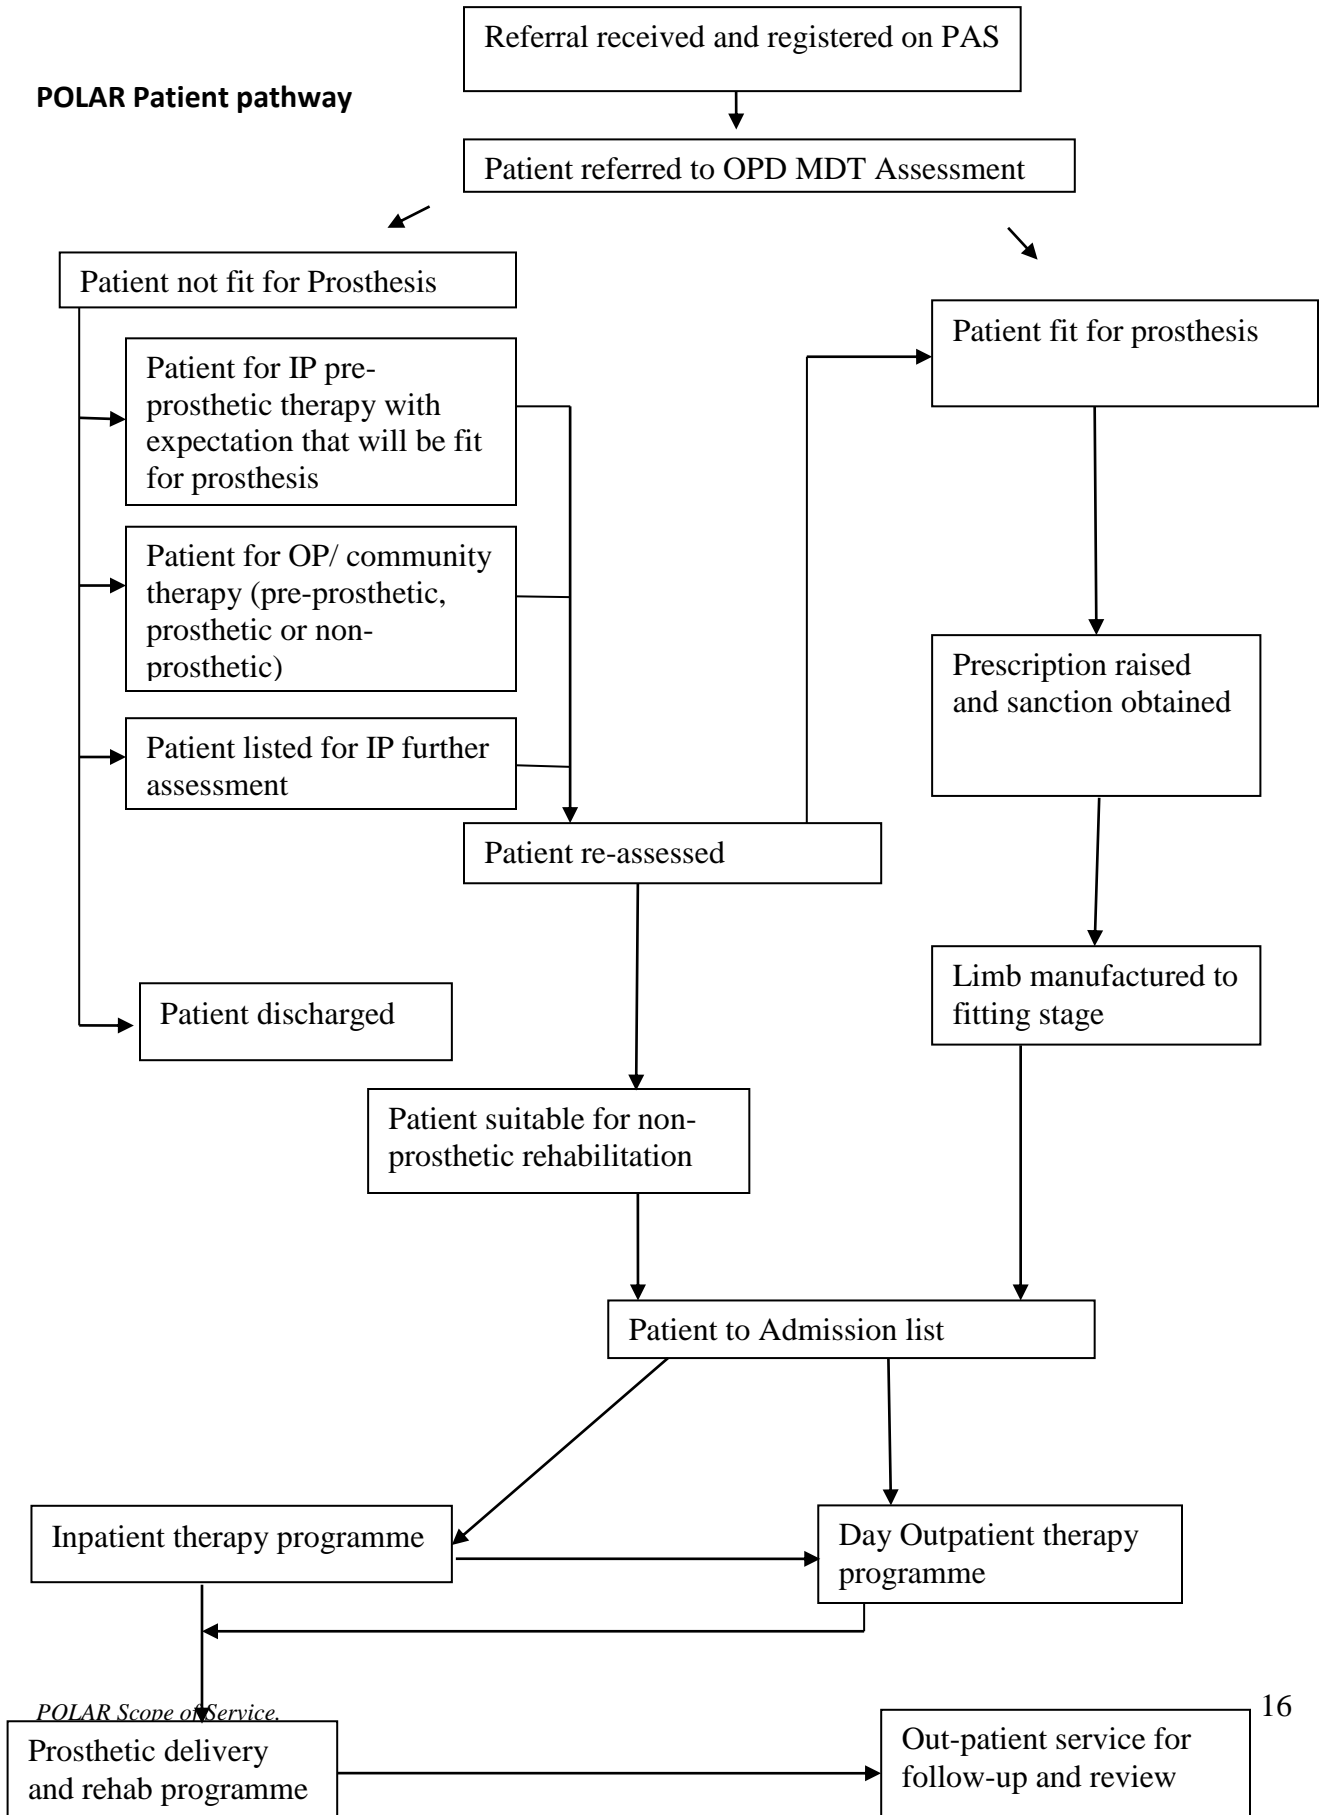 Referral received and registered on PAS
POLAR Patient pathway
Patient referred to OPD MDT Assessment
Patient not fit for Prosthesis
Patient fit for prosthesis
Patient for IP pre-
prosthetic therapy with
expectation that will be fit
for prosthesis
Patient for OP/ community
therapy (pre-prosthetic,
prosthetic or non-
prosthetic)
Prescription raised
and sanction obtained
Patient listed for IP further
assessment
Patient re-assessed
Limb manufactured to
fitting stage
Patient discharged
Patient suitable for non-
prosthetic rehabilitation
Patient to Admission list
Inpatient therapy programme
Day Outpatient therapy
programme
POLAR Scope of Service.
16
Prosthetic delivery
and rehab programme
Out-patient service for
follow-up and review